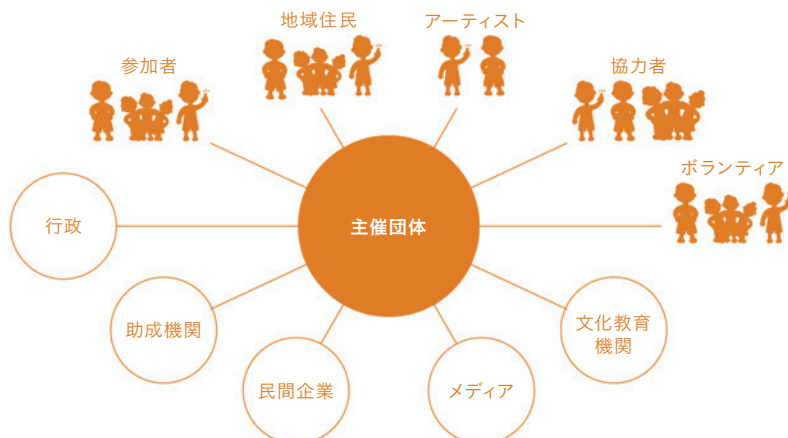 地域住民
アーティスト
参加者
協力者
ボランティア
行政
主催団体
助成機関
文化教育
機関
民間企業
メディア